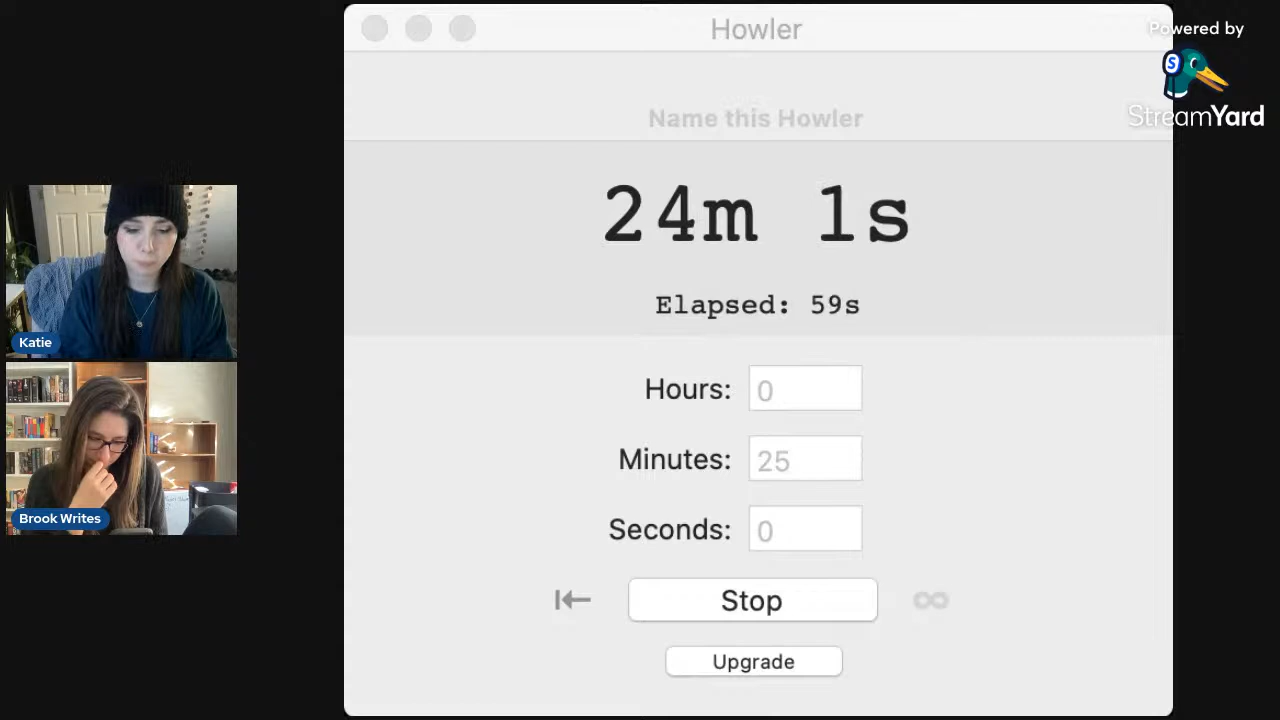 Howler
Powered by
StreamYard
Name this Howler
24m 1s
Elapsed: 59s
Hours: 0
Minutes: 25
Seconds: 0
Stop
Upgrade
Katie
Brook Writes